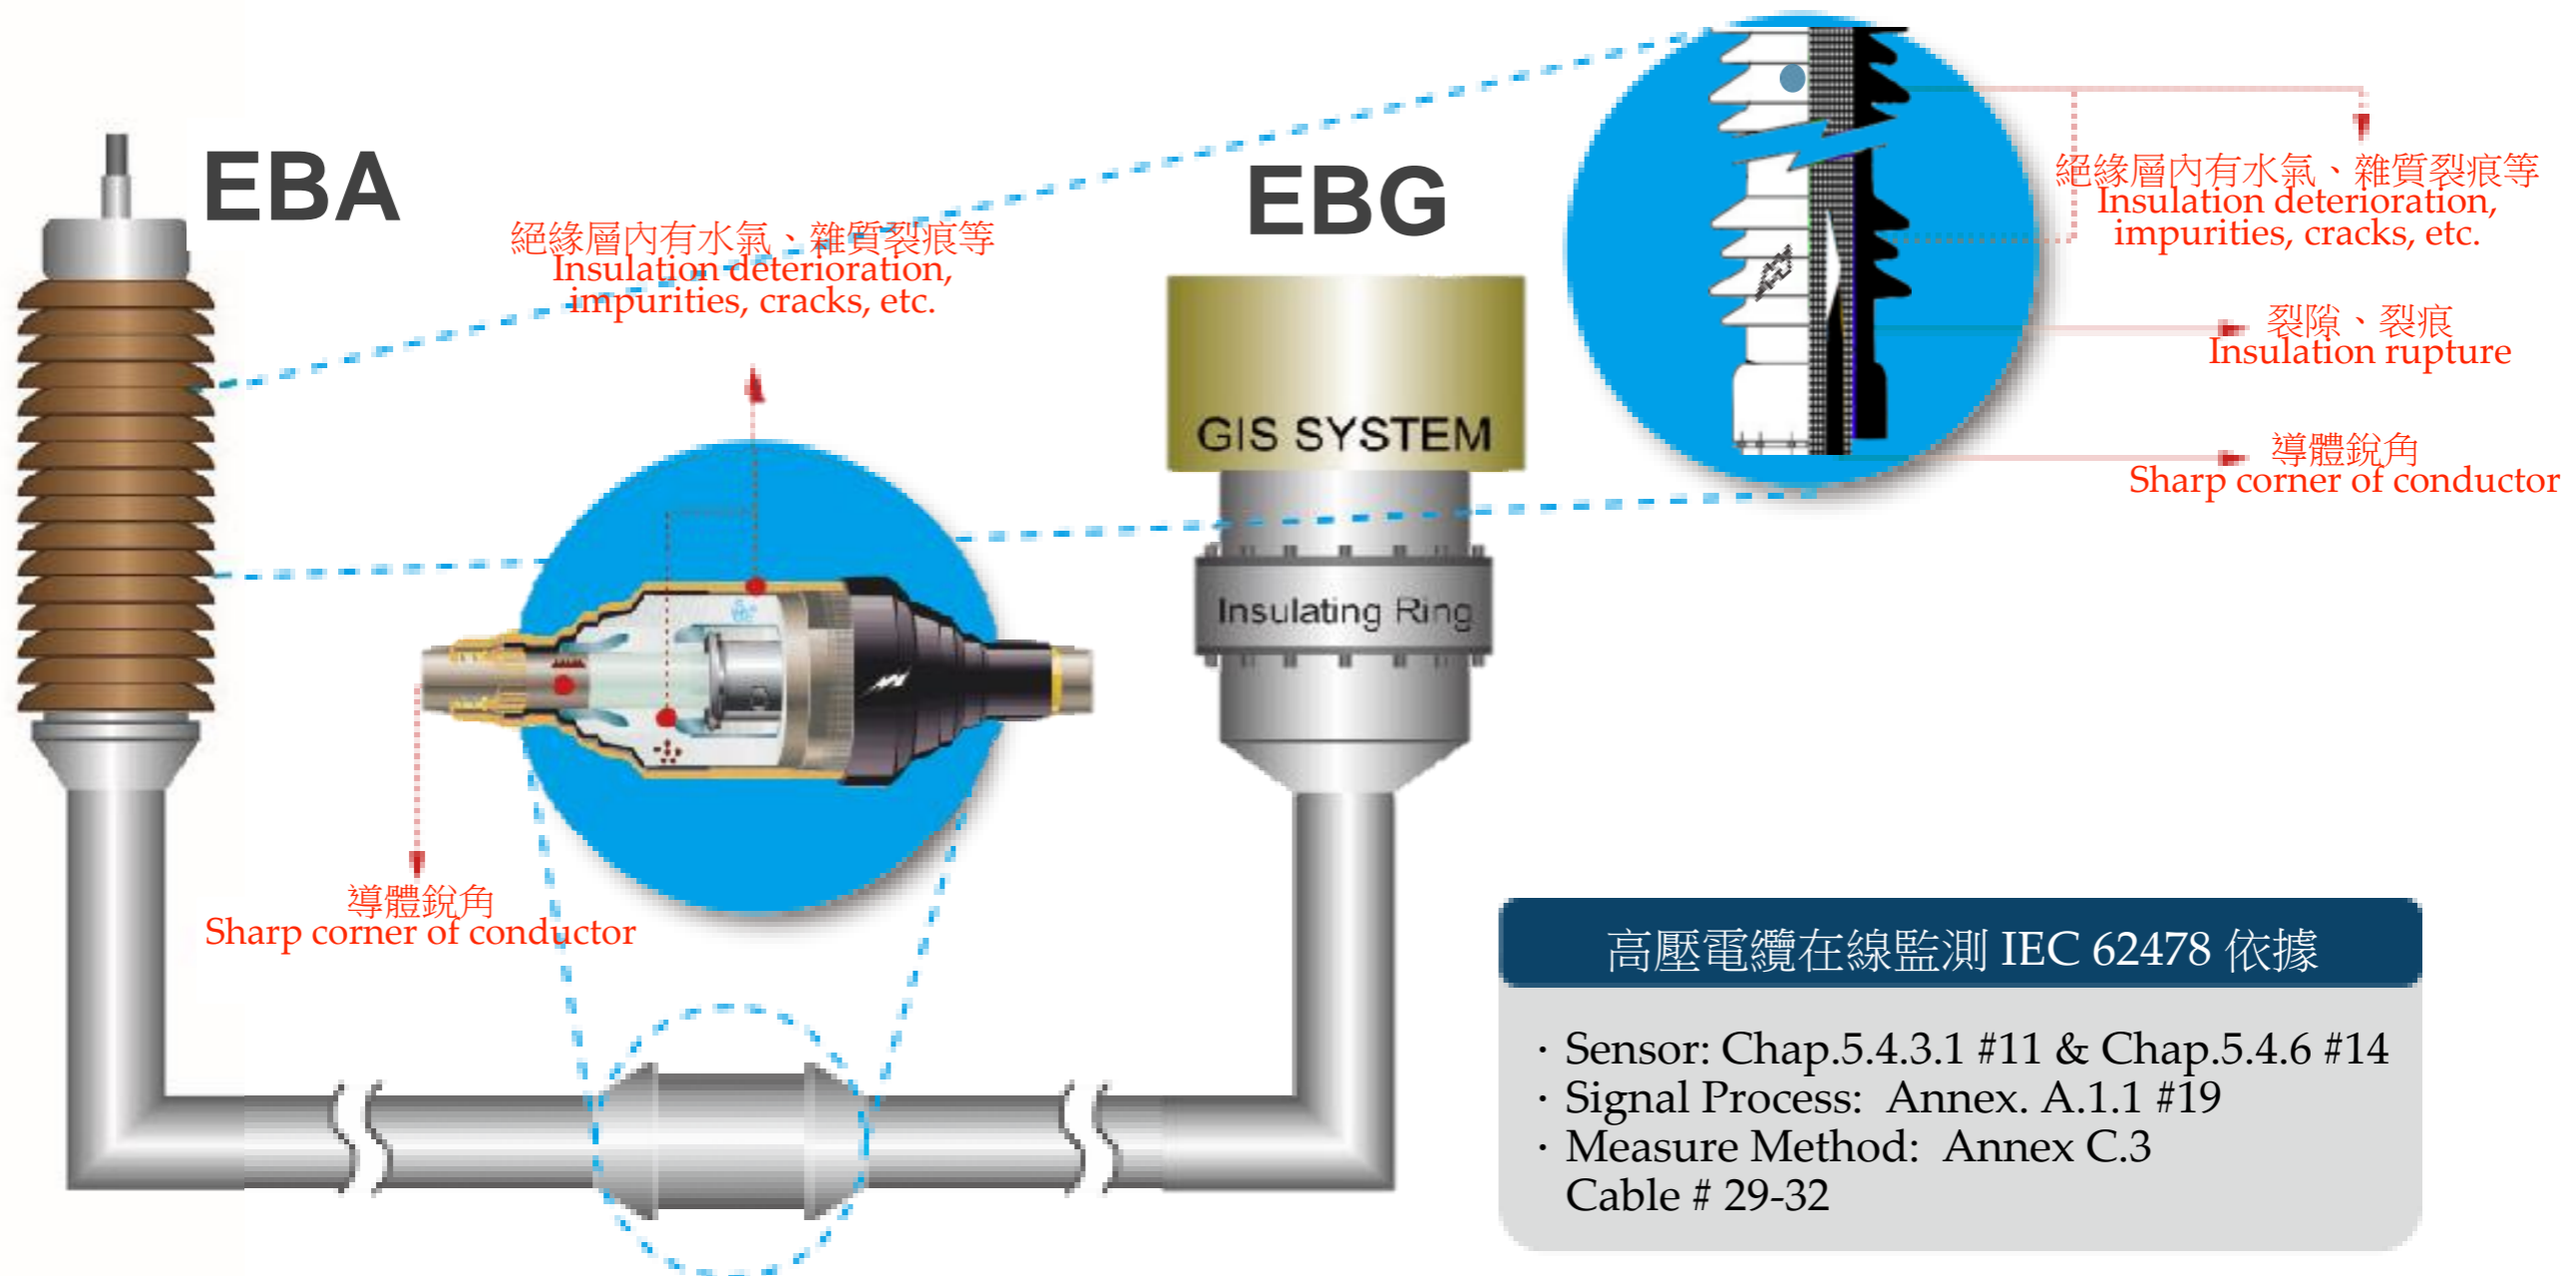 EBA
絕緣層內有水氣、雜質裂痕等
Insulation deterioration,
impurities, cracks, etc.
EBG
GIS SYSTEM
Insulating Ring
絕緣層內有水氣、雜質裂痕等
Insulation deterioration,
impurities, cracks, etc.
裂隙、裂痕
Insulation rupture
導體銳角
Sharp corner of conductor
導體銳角
Sharp corner of conductor
高壓電纜在線監測 IEC 62478 依據
· Sensor: Chap.5.4.3.1 #11 & Chap.5.4.6 #14
· Signal Process: Annex. A.1.1 #19
· Measure Method: Annex C.3
Cable # 29-32